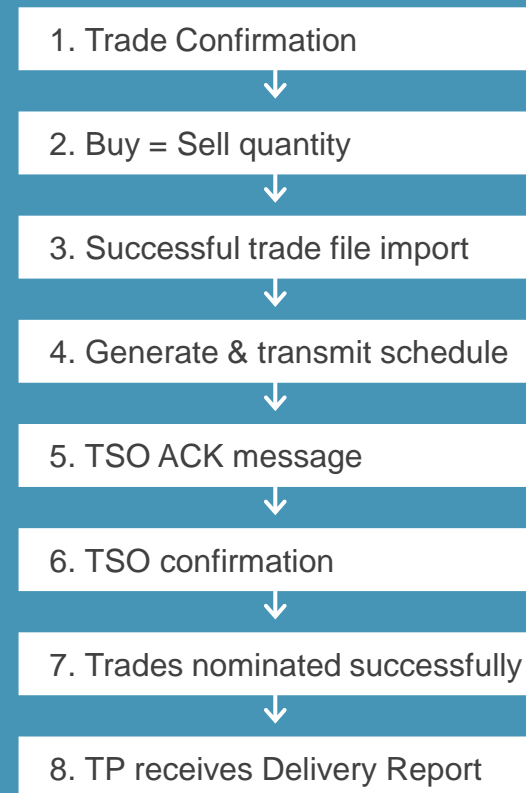 1. Trade Confirmation
2. Buy = Sell quantity
3. Successful trade file import
4. Generate & transmit schedule
5. TSO ACK message
6. TSO confirmation
7. Trades nominated successfully
8. TP receives Delivery Report